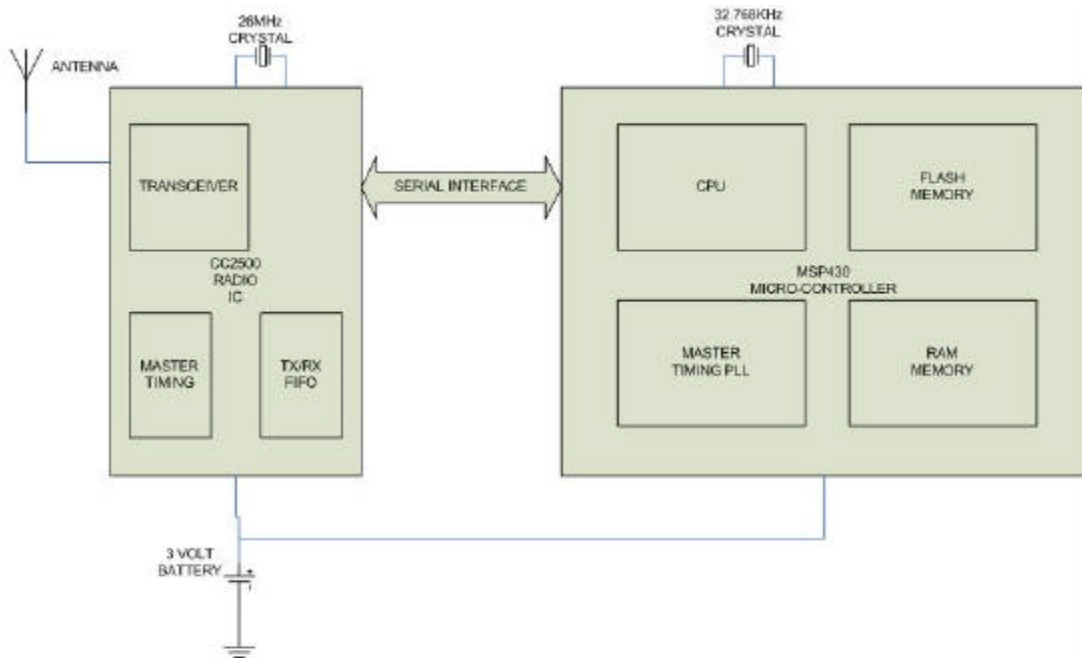 26MHz
CRYSTAL
32.768KHz
CRYSTAL
ANTENNA
TRANSCEIVER
SERIAL INTERFACE
CPU
FLASH
MEMORY
CC2500
RADIO
IC
MSP430
MICRO-CONTROLLER
MASTER
TIMING
TX/RX
FIFO
MASTER
TIMING PLL
RAM
MEMORY
3 VOLT
BATTERY
+